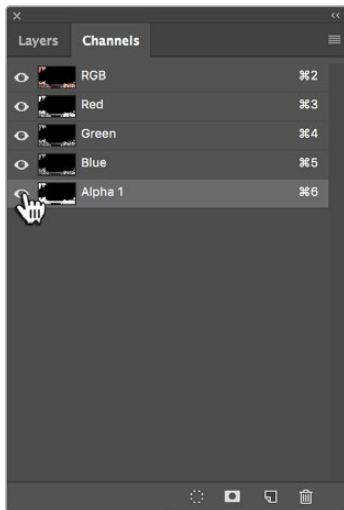 Layers Channels
RGB ⌘2
Red ⌘3
Green ⌘4
Blue ⌘5
Alpha 1 ⌘6